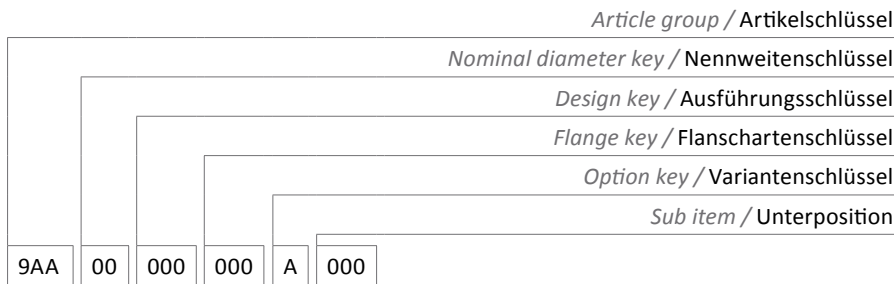 Article group / Artikelschlüssel
Nominal diameter key / Nennweitenschlüssel
Design key / Ausführungsschlüssel
Flange key / Flanschartenschlüssel
Option key / Variantenschlüssel
Sub item / Unterposition
9AA 00 000 000 A 000